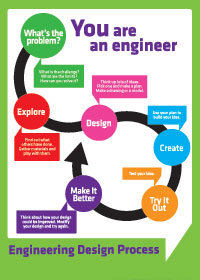 You are
an engineer
What's the
problem?
What is the challenge?
What are the limits?
How can you solve it?
Think up lots of ideas.
Pick one and make a plan.
Make a drawing or a model.
Explore
Design
Use your plan to
build your idea.
Find out what
others have done.
Gather materials and
play with them.
Create
Test your idea.
Make It
Better
Try It
Out
Think about how your design
could be improved. Modify
your design and try again.
Engineering Design Process